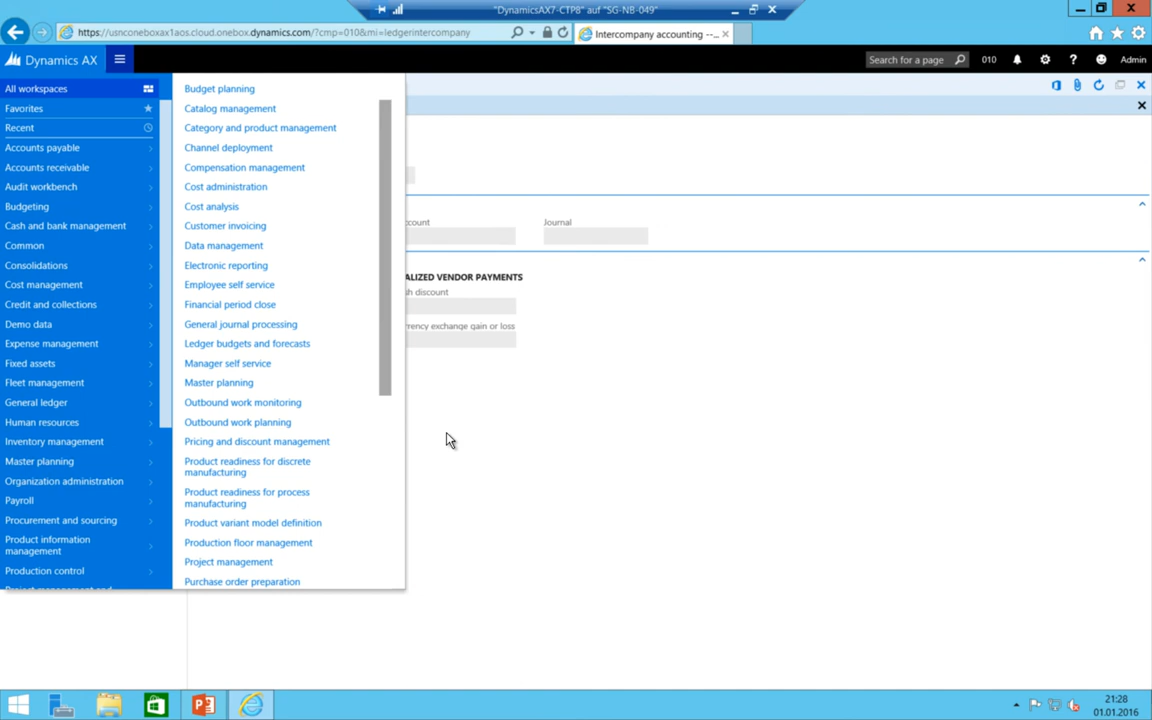 "DynamicsAX7-CTP8" auf "SG-NB-049"
https://usnconeboxax1aos.cloud.onebox.dynamics.com/?cmp=010&mi=ledgerintercompany
Intercompany accounting --...
Dynamics AX
Search for a page
010
Admin
All workspaces
Favorites
Recent
Accounts payable
Accounts receivable
Audit workbench
Budgeting
Cash and bank management
Common
Consolidations
Cost management
Credit and collections
Demo data
Expense management
Fixed assets
Fleet management
General ledger
Human resources
Inventory management
Master planning
Organization administration
Payroll
Procurement and sourcing
Product information
management
Production control
Budget planning
Catalog management
Category and product management
Channel deployment
Compensation management
Cost administration
Cost analysis
Customer invoicing
Data management
Electronic reporting
Employee self service
Financial period close
General journal processing
Ledger budgets and forecasts
Manager self service
Master planning
Outbound work monitoring
Outbound work planning
Pricing and discount management
Product readiness for discrete
manufacturing
Product readiness for process
manufacturing
Product variant model definition
Production floor management
Project management
Purchase order preparation
count
Journal
ALIZED VENDOR PAYMENTS
h discount
rency exchange gain or loss
21:28
01.01.2016